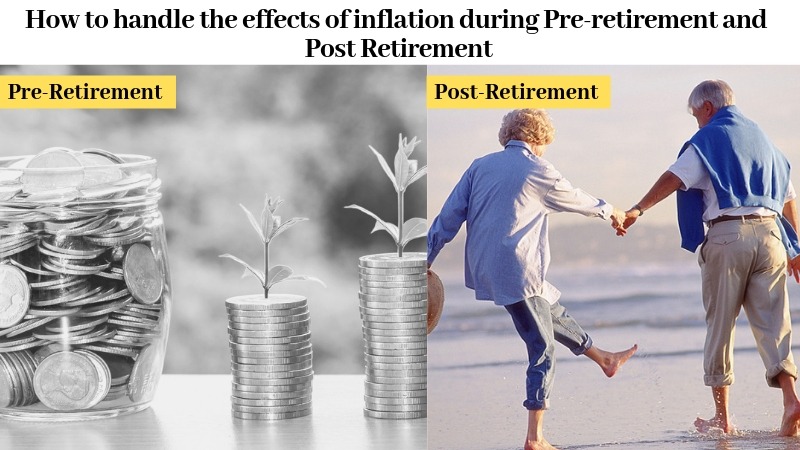 How to handle the effects of inflation during Pre-retirement and
Post Retirement
Pre-Retirement
Post-Retirement